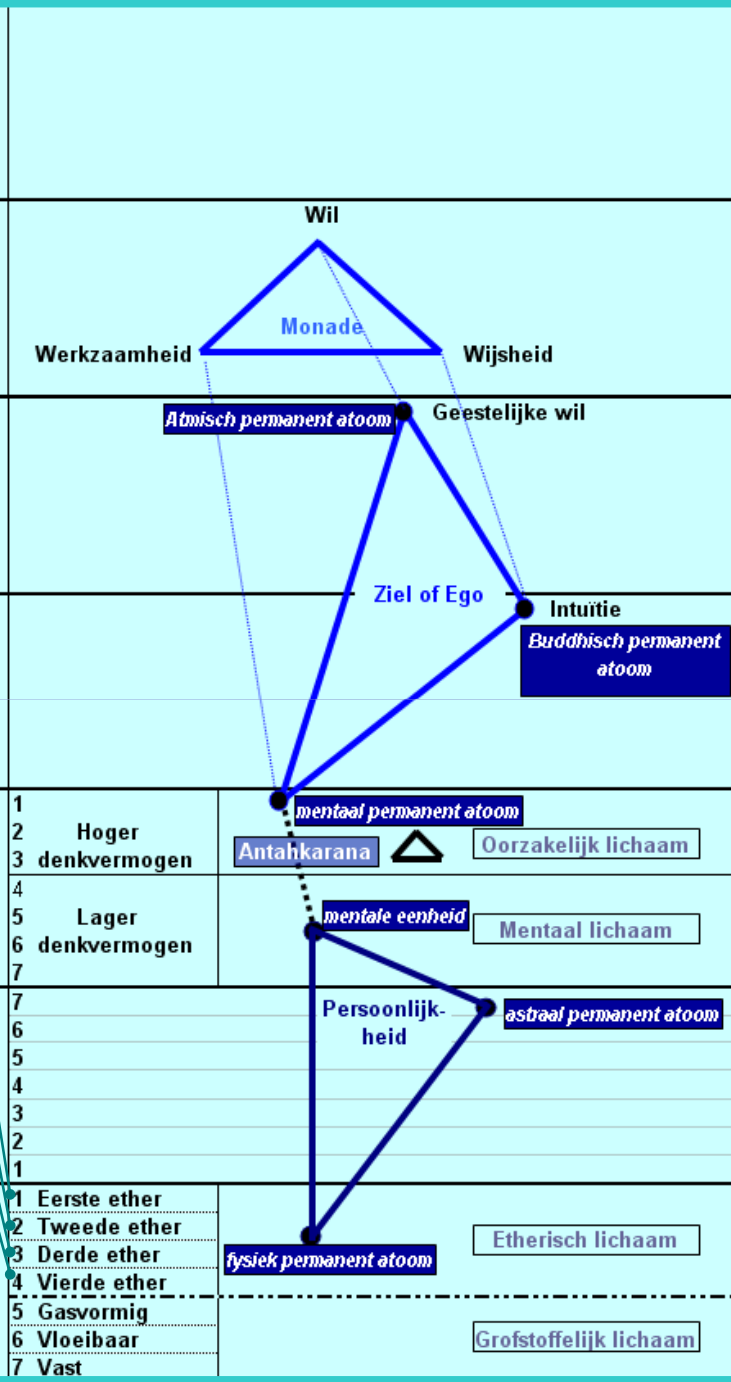 Wil
Monade
Werkzaamheid
Wijsheid
Atmisch permanent atoom
Geestelijke wil
Ziel of Ego
Intuïtie
Buddhisch permanent
atoom
1
mentaal permanent atoom
2 Hoger
3 denkvermogen
Antahkarana
Oorzakelijk lichaam
4
5 Lager
mentale eenheid
6 denkvermogen
Mentaal lichaam
7
7
Persoonlijk-
heid
astraal permanent atoom
6
5
4
3
2
1
1 Eerste ether
2 Tweede ether
3 Derde ether
Etherisch lichaam
fysiek permanent atoom
4 Vierde ether
5 Gasvormig
6 Vloeibaar
Grofstoffelijk lichaam
7 Vast